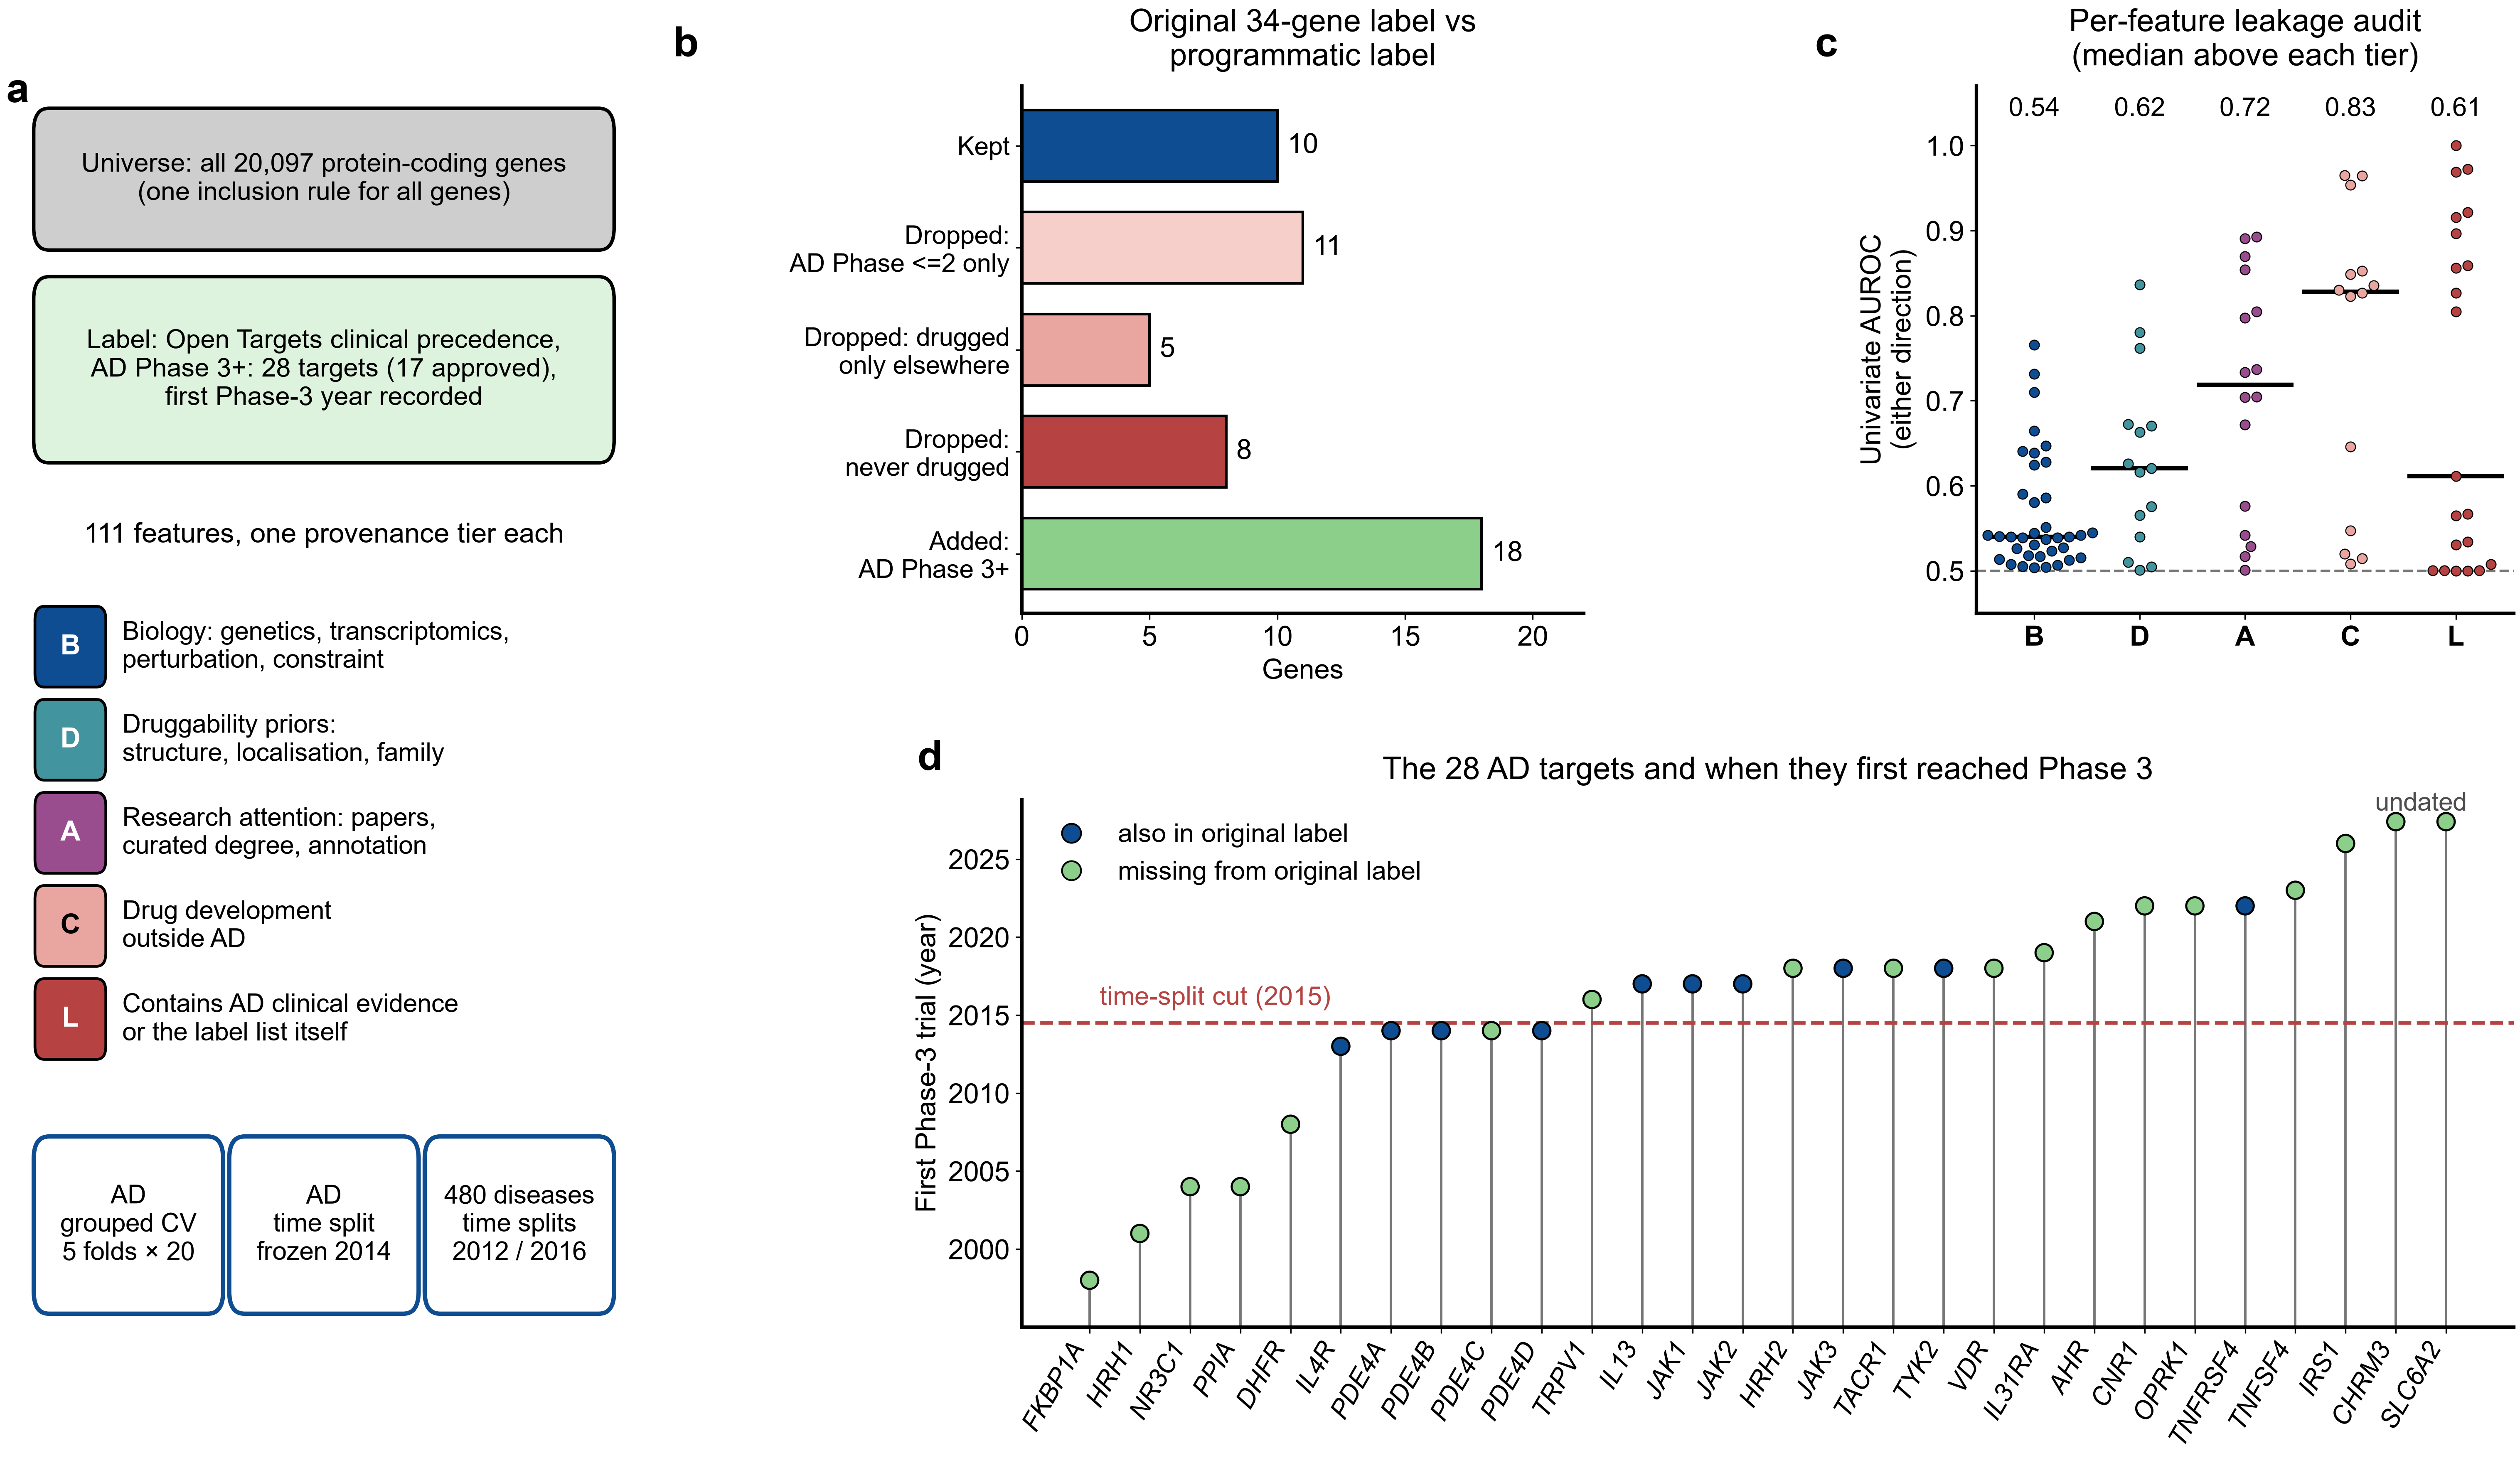 a
Universe: all 20,097 protein-coding genes
(one inclusion rule for all genes)
Label: Open Targets clinical precedence,
AD Phase 3+: 28 targets (17 approved),
first Phase-3 year recorded
111 features, one provenance tier each
B
Biology: genetics, transcriptomics,
perturbation, constraint
D
Druggability priors:
structure, localisation, family
A
Research attention: papers,
curated degree, annotation
C
Drug development
outside AD
L
Contains AD clinical evidence
or the label list itself
AD
grouped CV
5 folds × 20
AD
time split
frozen 2014
480 diseases
time splits
2012 / 2016
b
Original 34-gene label vs
programmatic label
Kept
10
Dropped:
AD Phase <=2 only
11
Dropped: drugged
only elsewhere
5
Dropped:
never drugged
8
Added:
AD Phase 3+
18
0 5 10 15 20
Genes
c
Per-feature leakage audit
(median above each tier)
0.54 0.62 0.72 0.83 0.61
Univariate AUROC
(either direction)
1.0
0.9
0.8
0.7
0.6
0.5
B D A C L
d
The 28 AD targets and when they first reached Phase 3
undated
also in original label
missing from original label
time-split cut (2015)
First Phase-3 trial (year)
2025
2020
2015
2010
2005
2000
FKBP1A
HRH1
NR3C1
PPIA
DHFR
IL4R
PDE4A
PDE4B
PDE4C
PDE4D
TRPV1
IL13
JAK1
JAK2
HRH2
JAK3
TACR1
TYK2
VDR
IL31RA
AHR
CNR1
OPRK1
TNFRSF4
TNFSF4
IRS1
CHRM3
SLC6A2